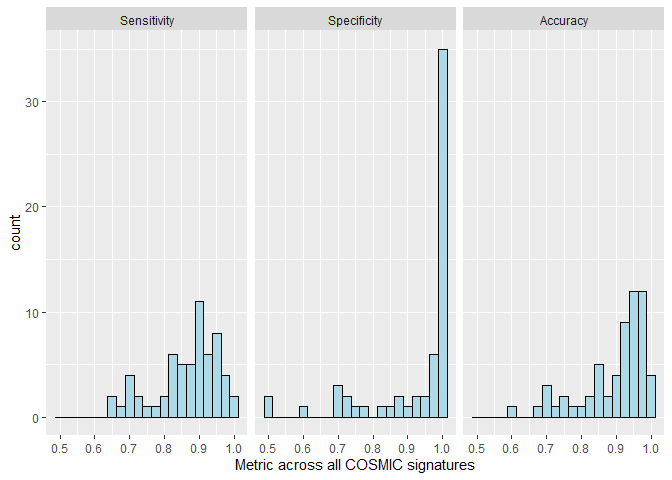 Sensitivity Specificity Accuracy
30
20
10
0
count
0.5 0.6 0.7 0.8 0.9 1.0 0.5 0.6 0.7 0.8 0.9 1.0 0.5 0.6 0.7 0.8 0.9 1.0
Metric across all COSMIC signatures